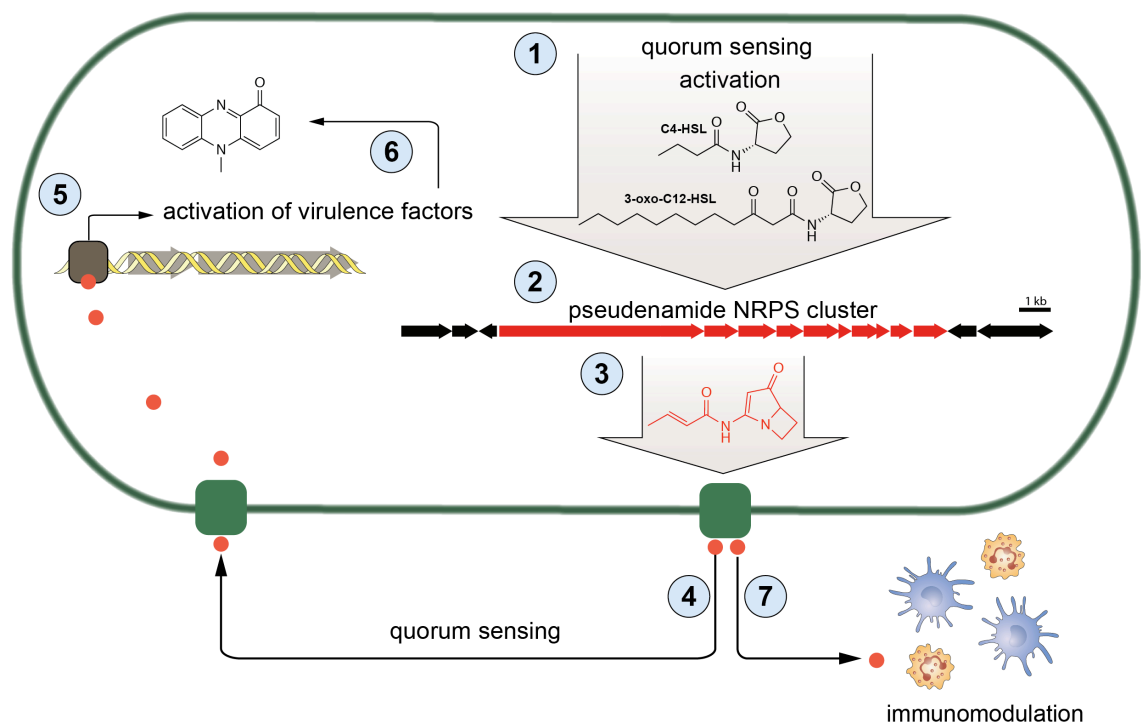 1
quorum sensing
activation
C4-HSL
O
O
O
N
H
3-oxo-C12-HSL
O
O
O
O
N
H
O
N
N
6
5
activation of virulence factors
2
pseudenamide NRPS cluster
1 kb
3
O
O
N
H
N
4
7
quorum sensing
immunomodulation